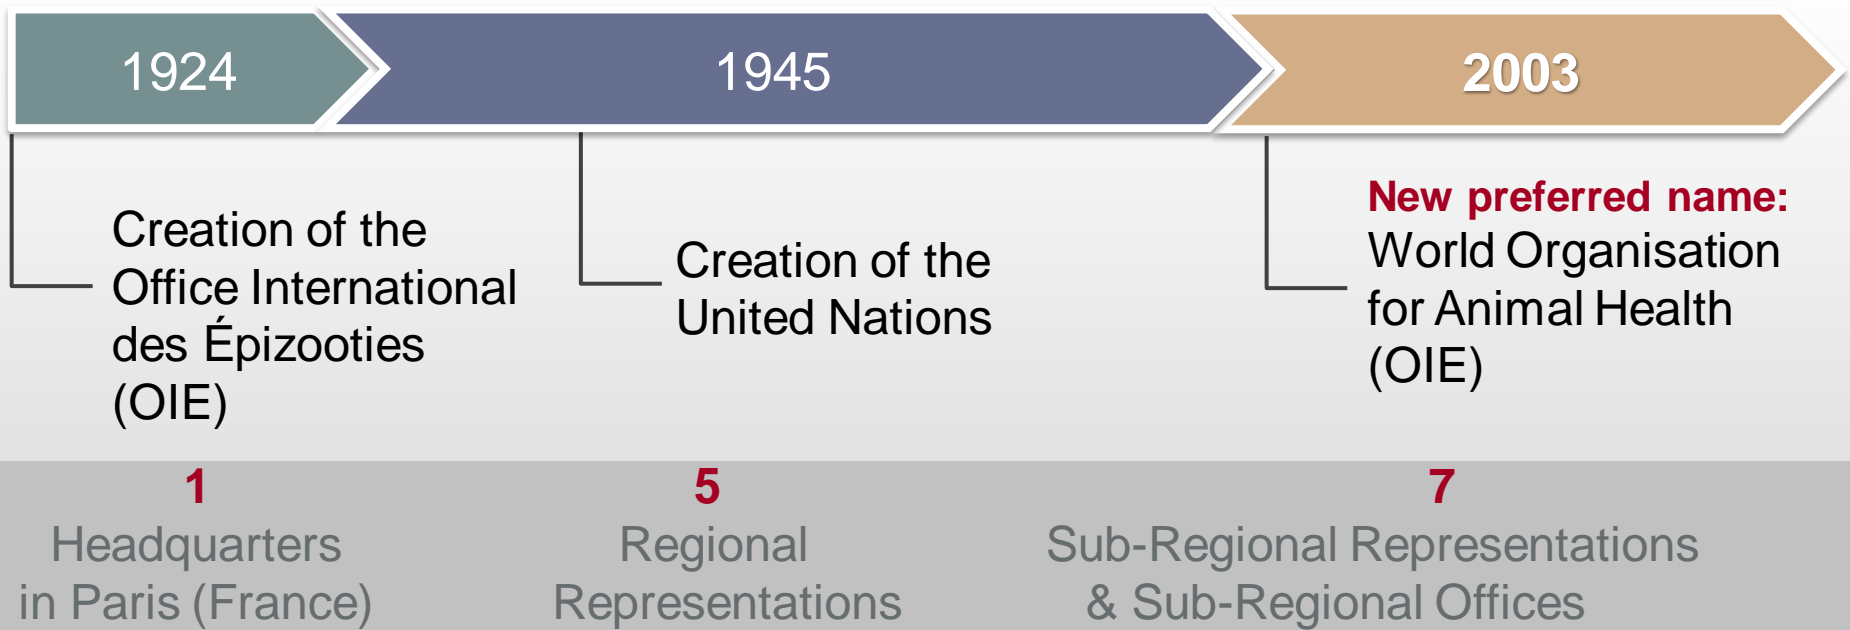 1924
1945
2003
Creation of the
Office International
des Épizooties
(OIE)
Creation of the
United Nations
New preferred name:
World Organisation
for Animal Health
(OIE)
1
Headquarters
in Paris (France)
5
Regional
Representations
7
Sub-Regional Representations
& Sub-Regional Offices